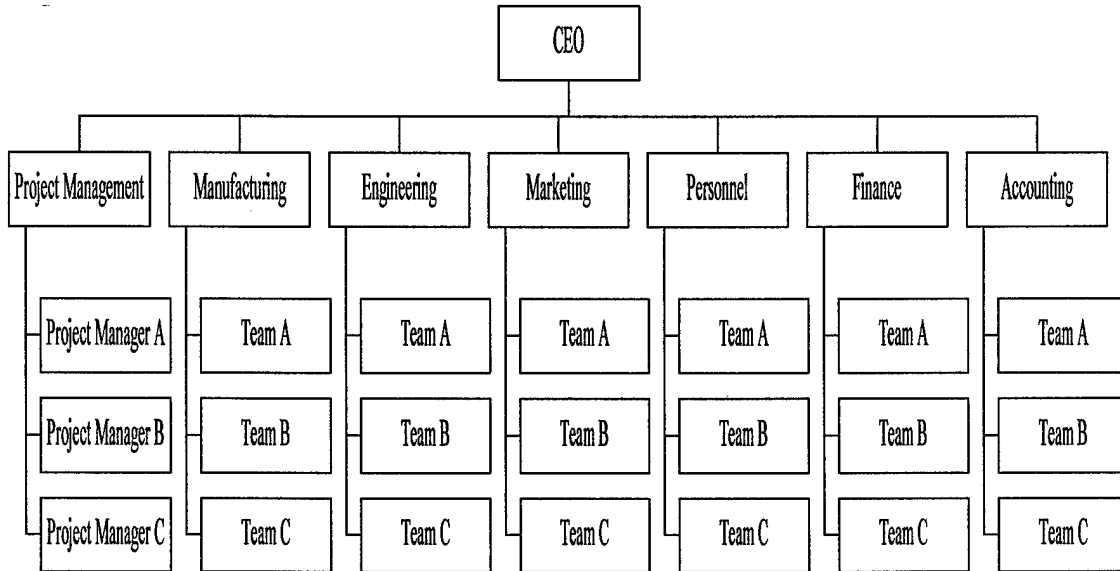 CEO
Project Management
Manufacturing
Engineering
Marketing
Personnel
Finance
Accounting
Project Manager A
Team A
Team A
Team A
Team A
Team A
Team A
Project Manager B
Team B
Team B
Team B
Team B
Team B
Team B
Project Manager C
Team C
Team C
Team C
Team C
Team C
Team C